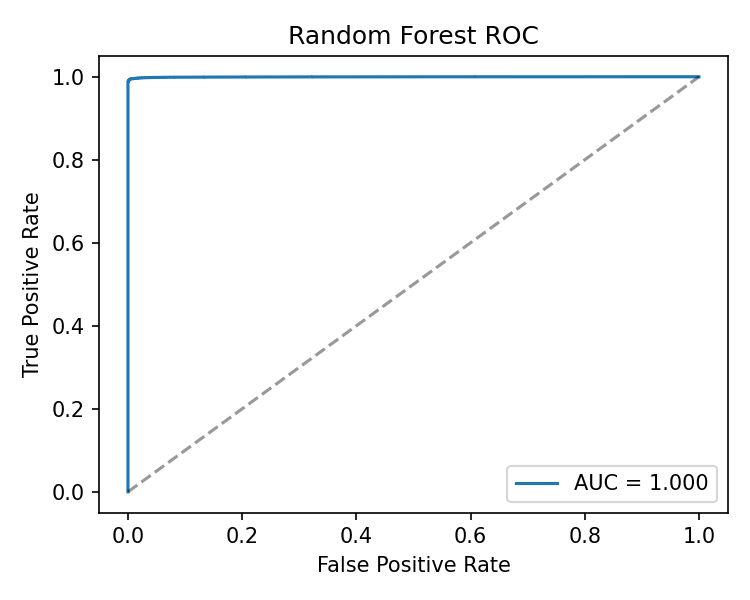 Random Forest ROC
1.0
0.8
0.6
0.4
0.2
0.0
True Positive Rate
AUC = 1.000
0.0 0.2 0.4 0.6 0.8 1.0
False Positive Rate